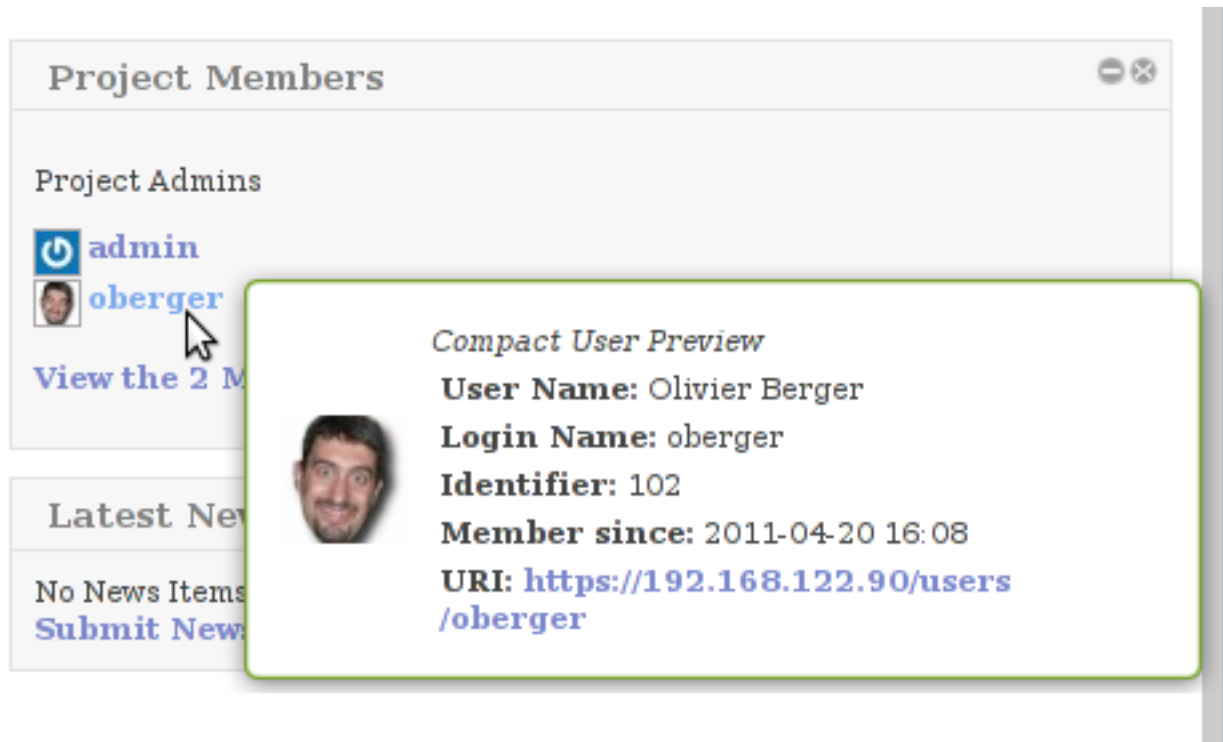 Project Members
Project Admins
admin
oberger
View the 2 M
Compact User Preview
User Name: Olivier Berger
Login Name: oberger
Identifier: 102
Member since: 2011-04-20 16:08
URI: https://192.168.122.90/users
/oberger
Latest Ne
No News Items
Submit New